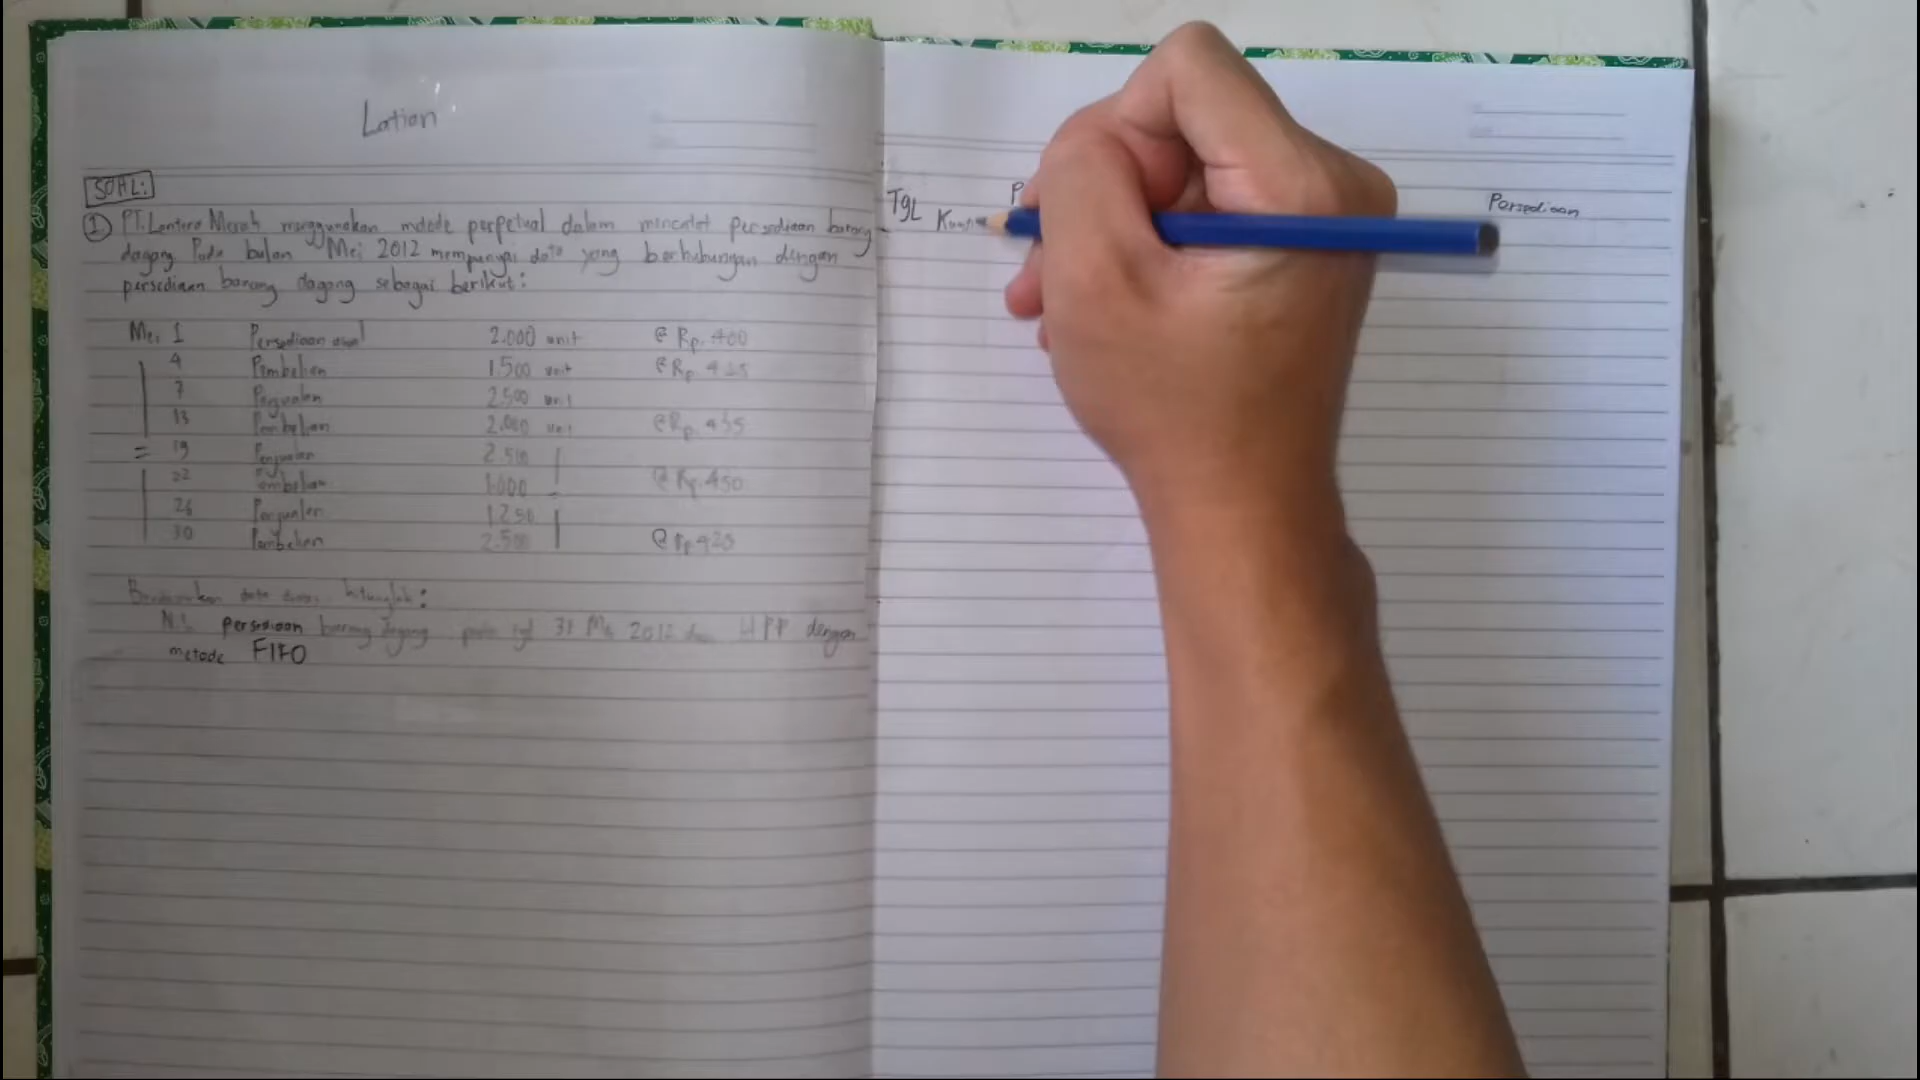 Latian
SOAL:
1 PT. Lentera Merah menggunakan metode perpetual dalam mencatat persediaan barang
dagang. Pada bulan Mei 2012 mempunyai data yang berhubungan dengan
persediaan barang dagang sebagai berikut:
Mei 1 Persediaan awal 2.000 unit @ Rp. 400
4 Pembelian 1.500 unit @ Rp.
7 Penjualan 2.500 unit
13 Pembelian 2.000 unit @ Rp. 435
= 19 Penjualan 2.500
22 Pembelian 1.000 @ Rp. 450
26 Penjualan 1.250
30 Pembelian 2.500 @ Rp 425
Berdasarkan data diatas hitunglah:
persediaan barang dagang pada tgl 31 Mei 2012 dan HPP dengan
metode FIFO
TgL P Persediaan